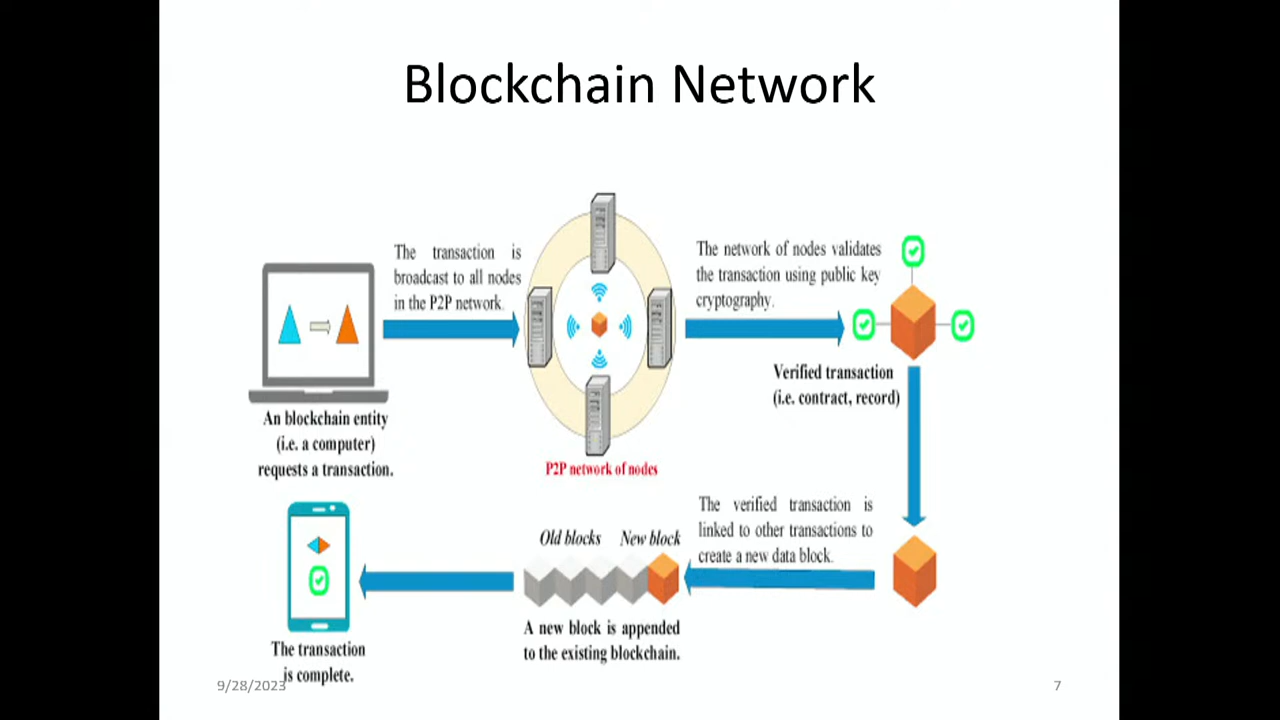 Blockchain Network
The transaction is
broadcast to all nodes
in the P2P network.
The network of nodes validates
the transaction using public key
cryptography.
An blockchain entity
(i.e. a computer)
requests a transaction.
P2P network of nodes
Verified transaction
(i.e. contract, record)
The verified transaction is
linked to other transactions to
create a new data block.
Old blocks
New block
A new block is appended
to the existing blockchain.
The transaction
is complete.
9/28/2023
7